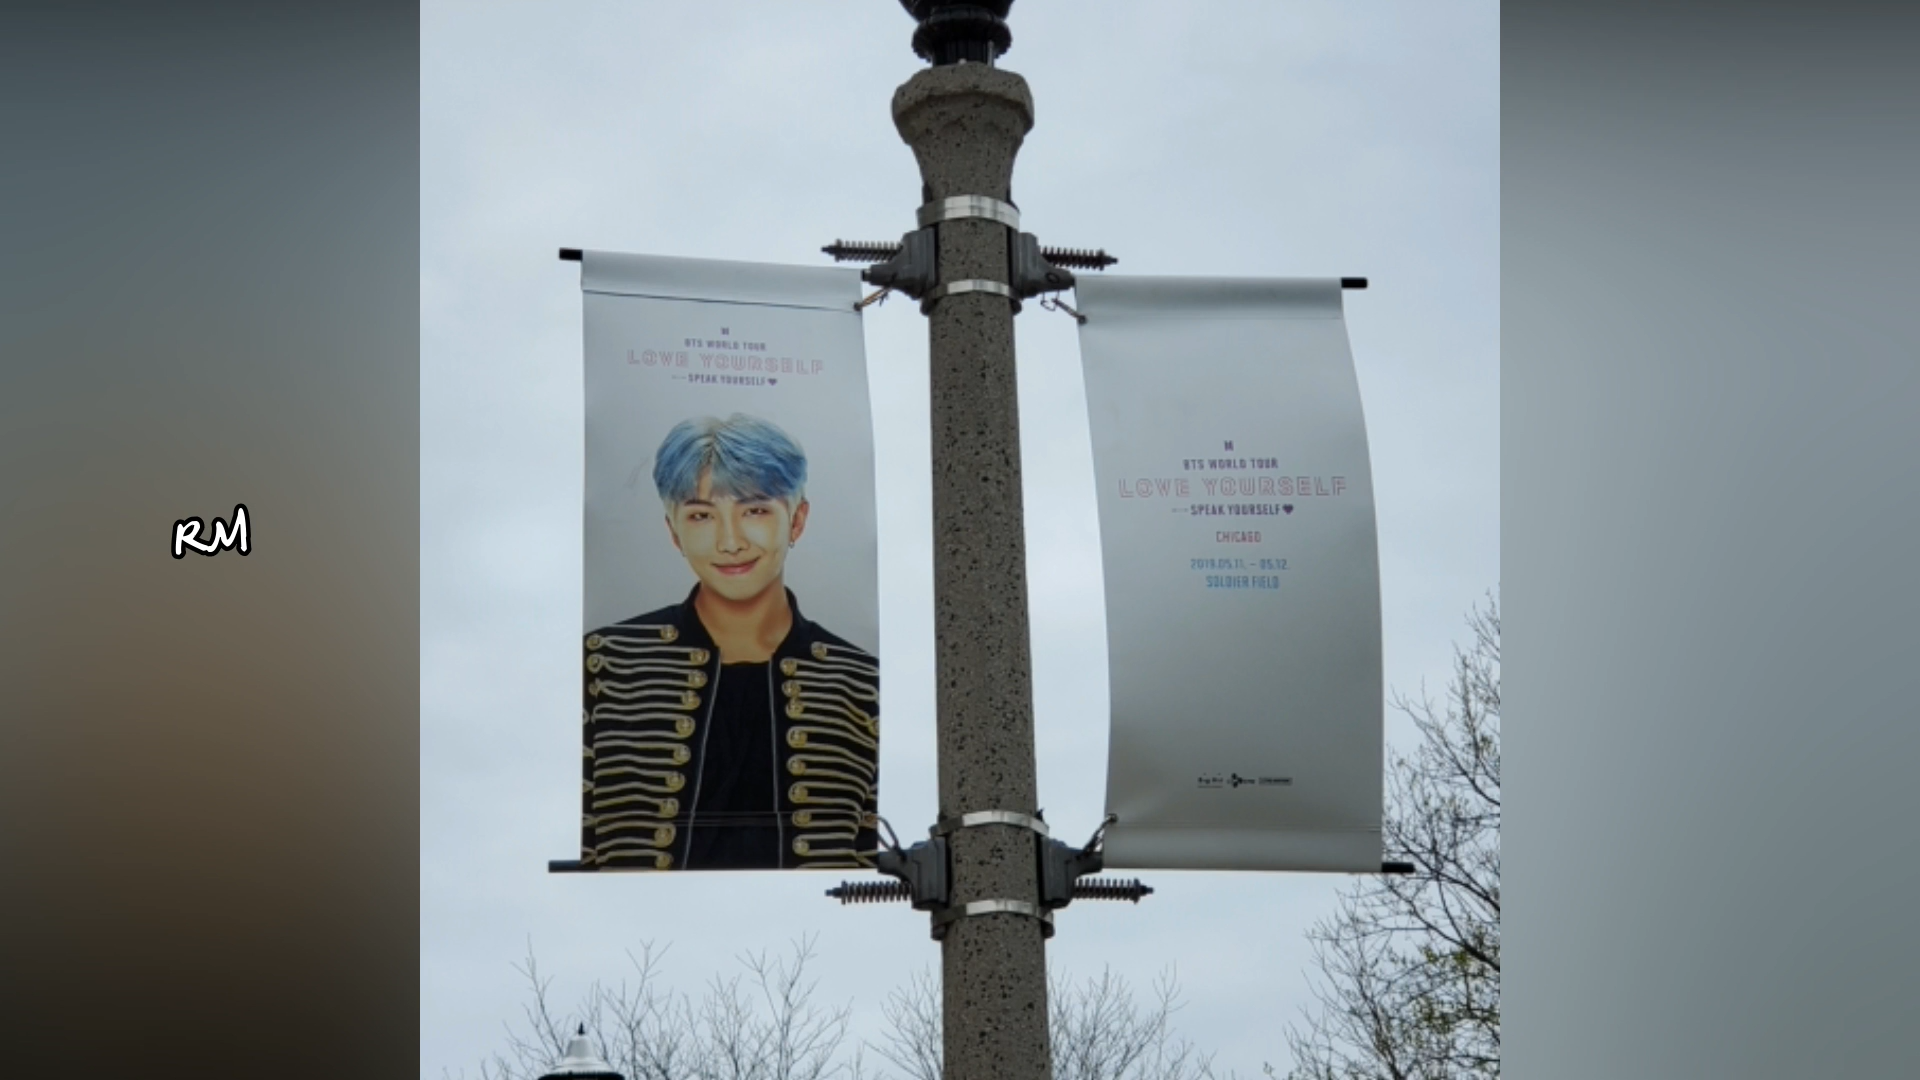 RM
BTS WORLD TOUR
LOVE YOURSELF
SPEAK YOURSELF
BTS WORLD TOUR
LOVE YOURSELF
SPEAK YOURSELF
CHICAGO
2019.05.11. - 05.12.
SOLDIER FIELD